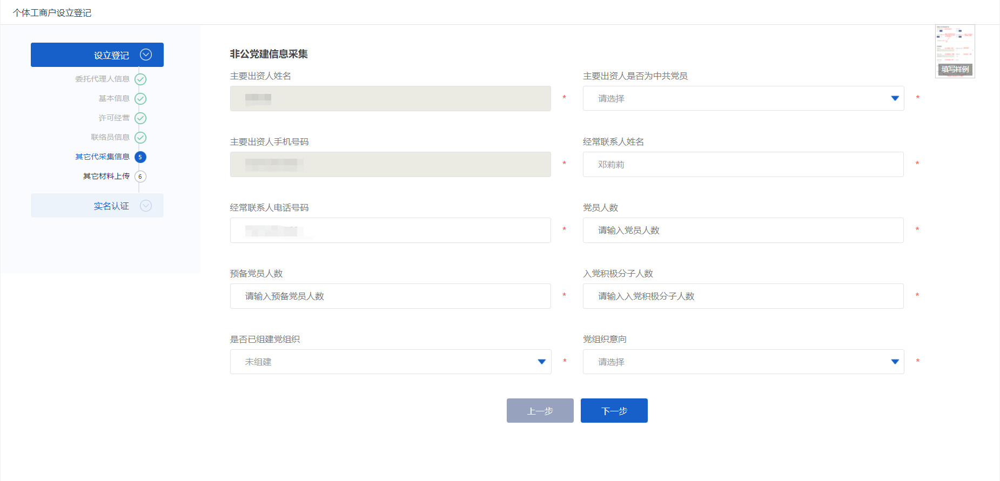 个体工商户设立登记
设立登记
委托代理人信息
基本信息
许可经营
联络员信息
其它代采集信息 5
其它材料上传 6
实名认证
填写样例
非公党建信息采集
主要出资人姓名
*
主要出资人是否为中共党员
请选择 *
主要出资人手机号码
*
经常联系人姓名
邓莉莉 *
经常联系人电话号码
*
党员人数
请输入党员人数 *
预备党员人数
请输入预备党员人数 *
入党积极分子人数
请输入入党积极分子人数 *
是否已组建党组织
未组建 *
党组织意向
请选择 *
上一步
下一步